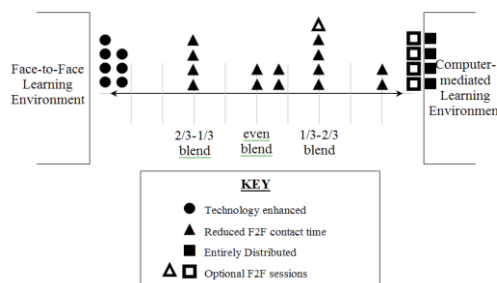 Face-to-Face
Learning
Environment
Computer-
mediated Learning
Environment
2/3-1/3
blend
even
blend
1/3-2/3
blend
KEY
Technology enhanced
Reduced F2F contact time
Entirely Distributed
Optional F2F sessions